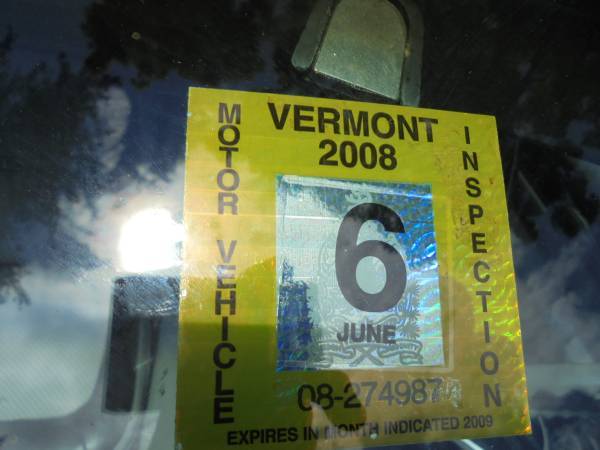 MOTOR VEHICLE
VERMONT
2008
INSPECTION
6
JUNE
08-274987
EXPIRES IN MONTH INDICATED 2009